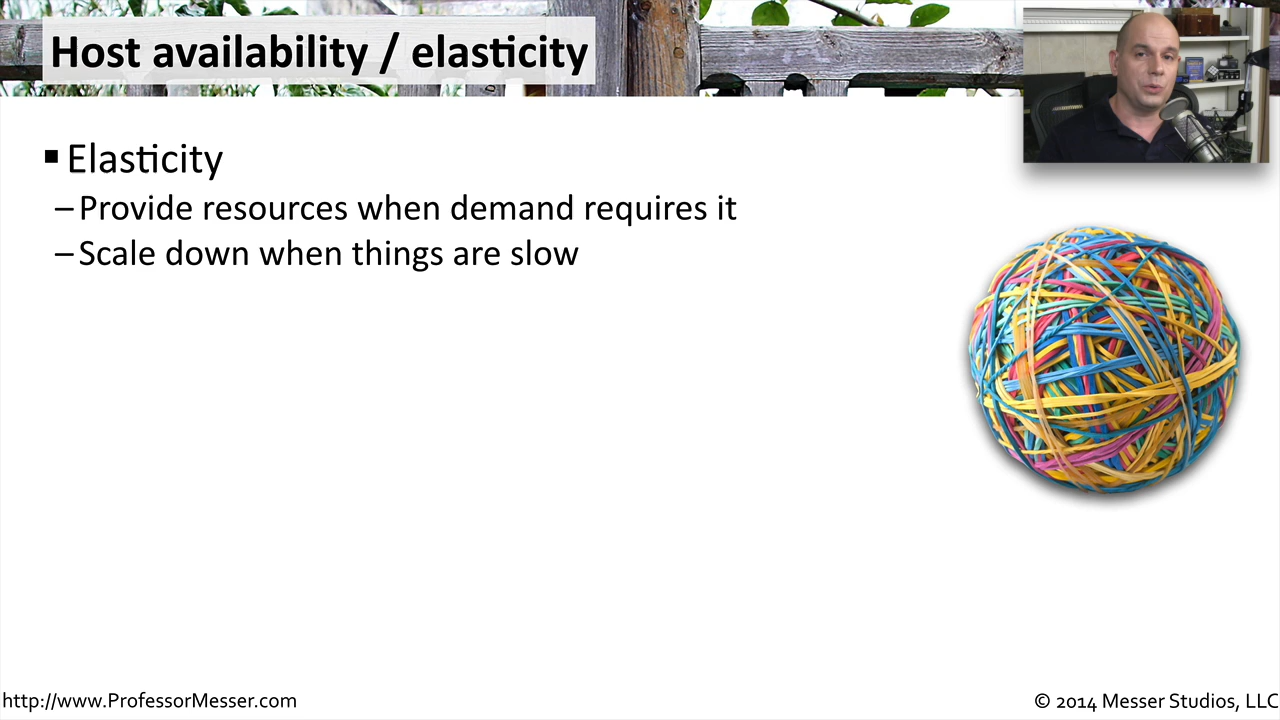 Host availability / elasticity
▪ Elasticity
– Provide resources when demand requires it
– Scale down when things are slow
http://www.ProfessorMesser.com
© 2014 Messer Studios, LLC